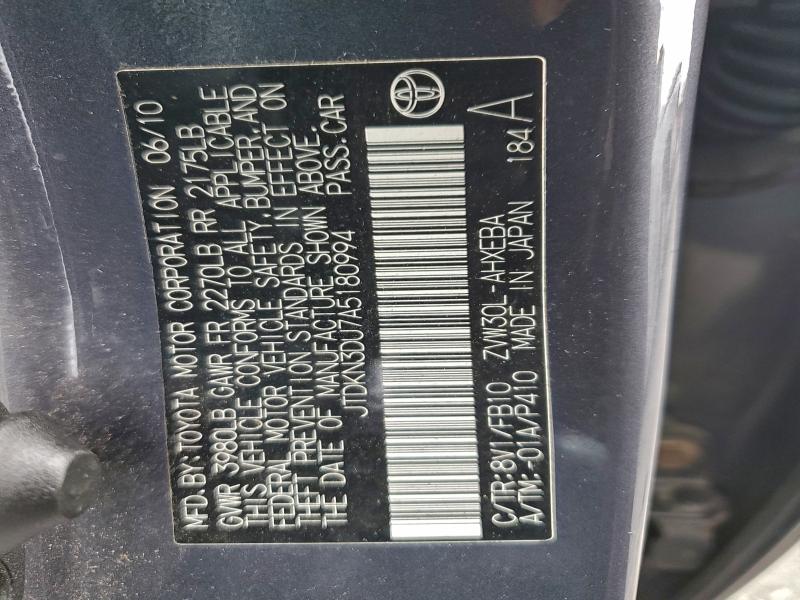 MFD. BY: TOYOTA MOTOR CORPORATION 06/10
GVWR 3980LB GAWR FR 2270LB RR 2175LB
THIS VEHICLE CONFORMS TO ALL APPLICABLE
FEDERAL MOTOR VEHICLE SAFETY, BUMPER, AND
THEFT PREVENTION STANDARDS IN EFFECT ON
THE DATE OF MANUFACTURE SHOWN ABOVE.
JTDKN3DU7A5180994 PASS. CAR
C/TR:8V1/FB10 ZVW30L-AHXEBA
A/TM:-01A/P410 MADE IN JAPAN 184 A